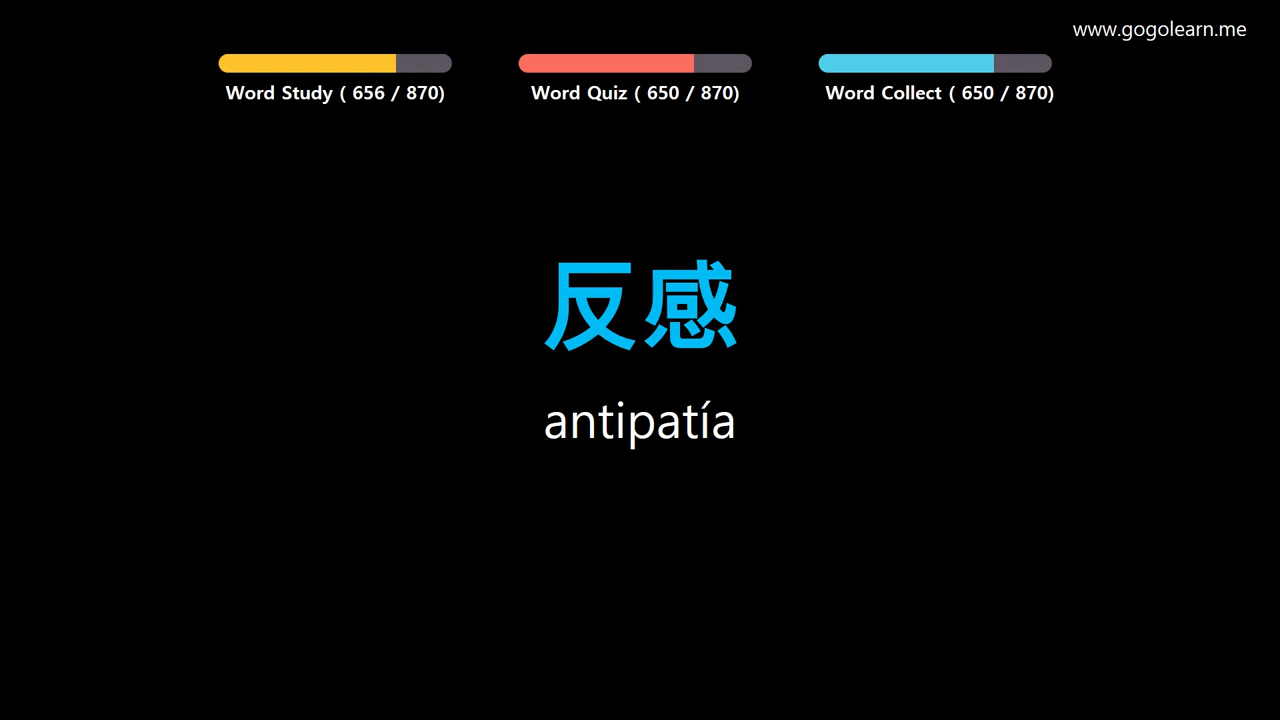 www.gogolearn.me
Word Study ( 656 / 870)
Word Quiz ( 650 / 870)
Word Collect ( 650 / 870)
反感
antipatía